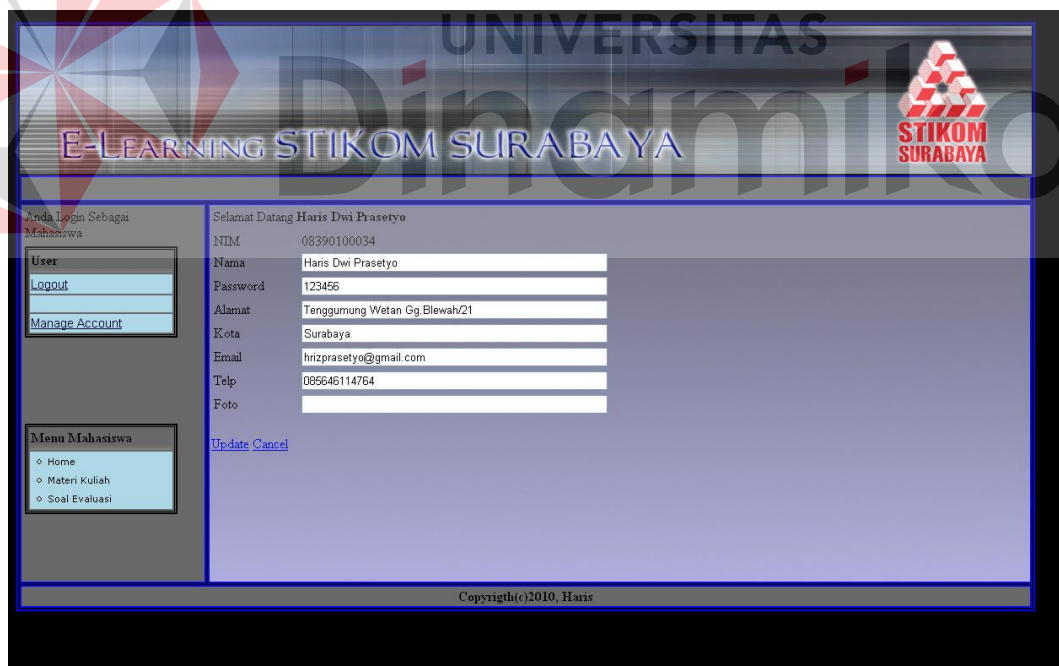 UNIVERSITAS
Dinamika
E-LEARNING STIKOM SURABAYA
STIKOM
SURABAYA
Anda Login Sebagai
Mahasiswa
User
Logout
Manage Account
Menu Mahasiswa
Home
Materi Kuliah
Soal Evaluasi
Selamat Datang Haris Dwi Prasetyo
NIM 08390100034
Nama Haris Dwi Prasetyo
Password 123456
Alamat Tenggumung Wetan Gg.Blewah/21
Kota Surabaya
Email hrizprasetyo@gmail.com
Telp 085646114764
Foto
Update Cancel
Copyrigth(c)2010, Haris